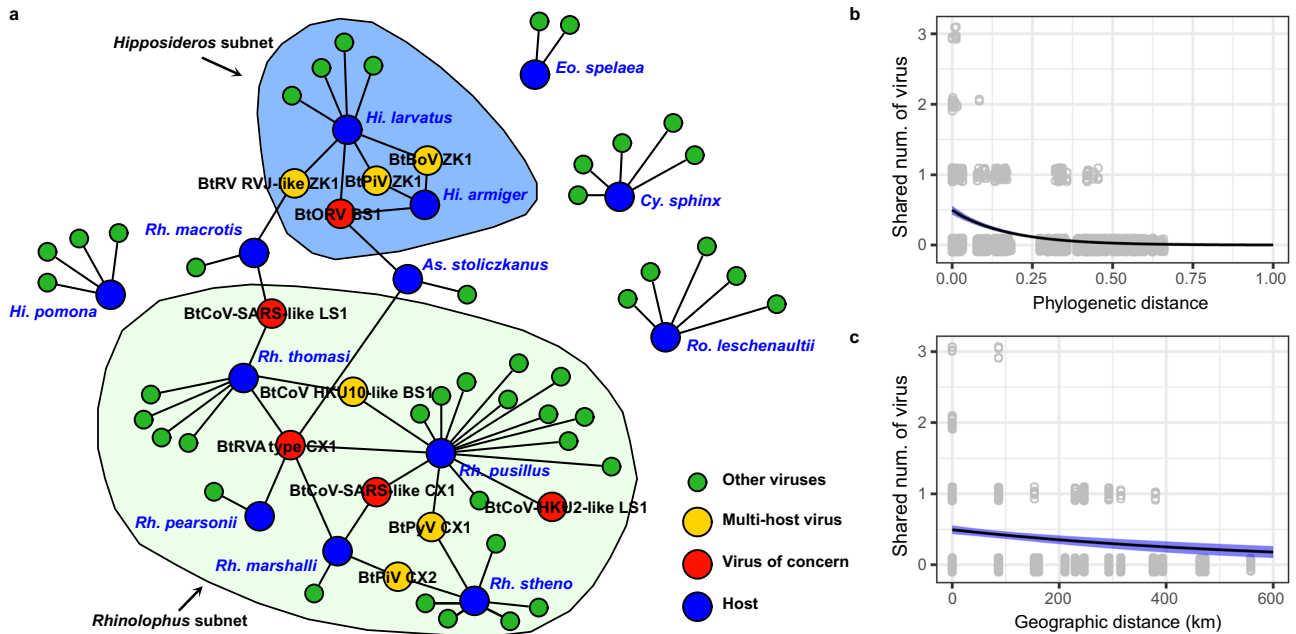 a
Hipposideros subnet
Eo. spelaea
Hi. larvatus
BtBoV ZK1
BtRV RVJ-like ZK1
BtPiV ZK1
Hi. armiger
BtORV BS1
Cy. sphinx
Rh. macrotis
As. stoliczkanus
Hi. pomona
BtCoV-SARS-like LS1
Ro. leschenaultii
Rh. thomasi
BtCoV HKU10-like BS1
BtRVA type CX1
Rh. pusillus
BtCoV-SARS-like CX1
BtCoV-HKU2-like LS1
Rh. pearsonii
BtPyV CX1
Rh. marshalli
BtPiV CX2
Rh. stheno
Rhinolophus subnet
Other viruses
Multi-host virus
Virus of concern
Host
b
Shared num. of virus
3
2
1
0
0.00 0.25 0.50 0.75 1.00
Phylogenetic distance
c
Shared num. of virus
3
2
1
0
0 200 400 600
Geographic distance (km)